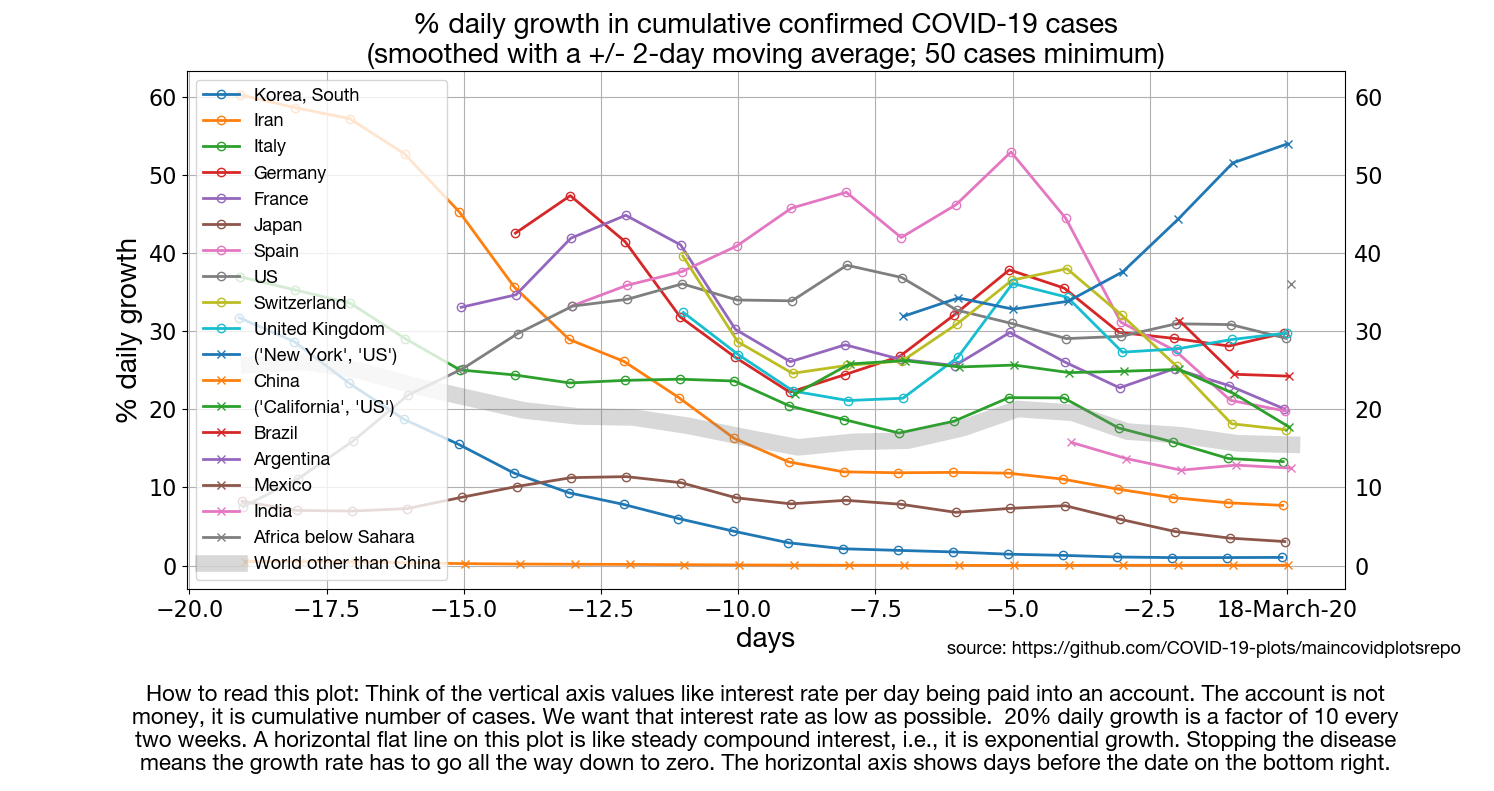 % daily growth in cumulative confirmed COVID-19 cases
(smoothed with a +/- 2-day moving average; 50 cases minimum)
60
50
40
30
20
10
0
% daily growth
Korea, South
Iran
Italy
Germany
France
Japan
Spain
US
Switzerland
United Kingdom
('New York', 'US')
China
('California', 'US')
Brazil
Argentina
Mexico
India
Africa below Sahara
World other than China
60
50
40
30
20
10
0
−20.0 −17.5 −15.0 −12.5 −10.0 −7.5 −5.0 −2.5 18-March-20
days
source: https://github.com/COVID-19-plots/maincovidplotsrepo
How to read this plot: Think of the vertical axis values like interest rate per day being paid into an account. The account is not
money, it is cumulative number of cases. We want that interest rate as low as possible.  20% daily growth is a factor of 10 every
two weeks. A horizontal flat line on this plot is like steady compound interest, i.e., it is exponential growth. Stopping the disease
means the growth rate has to go all the way down to zero. The horizontal axis shows days before the date on the bottom right.